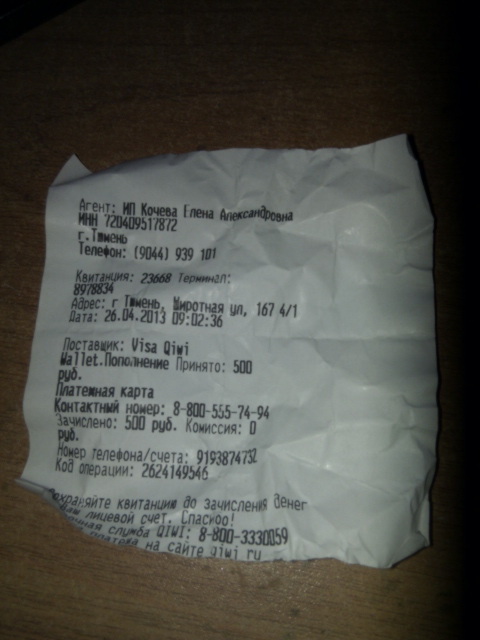 Агент: ИП Кочева Елена Александровна
ИНН 720409517872
г.Тюмень
Телефон: (9044) 939 101
Квитанция: 23668 Терминал:
8978834
Адрес: г Тюмень, Широтная ул, 167 4/1
Дата: 26.04.2013 09:02:36
Поставщик: Visa Qiwi
Wallet.Пополнение Принято: 500
руб.
Платежная карта
Контактный номер: 8-800-555-74-94
Зачислено: 500 руб. Комиссия: 0
руб.
Номер телефона/счета: 9193874732
Код операции: 2624149546
Сохраняйте квитанцию до зачисления денег
Ваш лицевой счет. Спасибо!
служба QIWI: 8-800-3330059
на сайте qiwi.ru